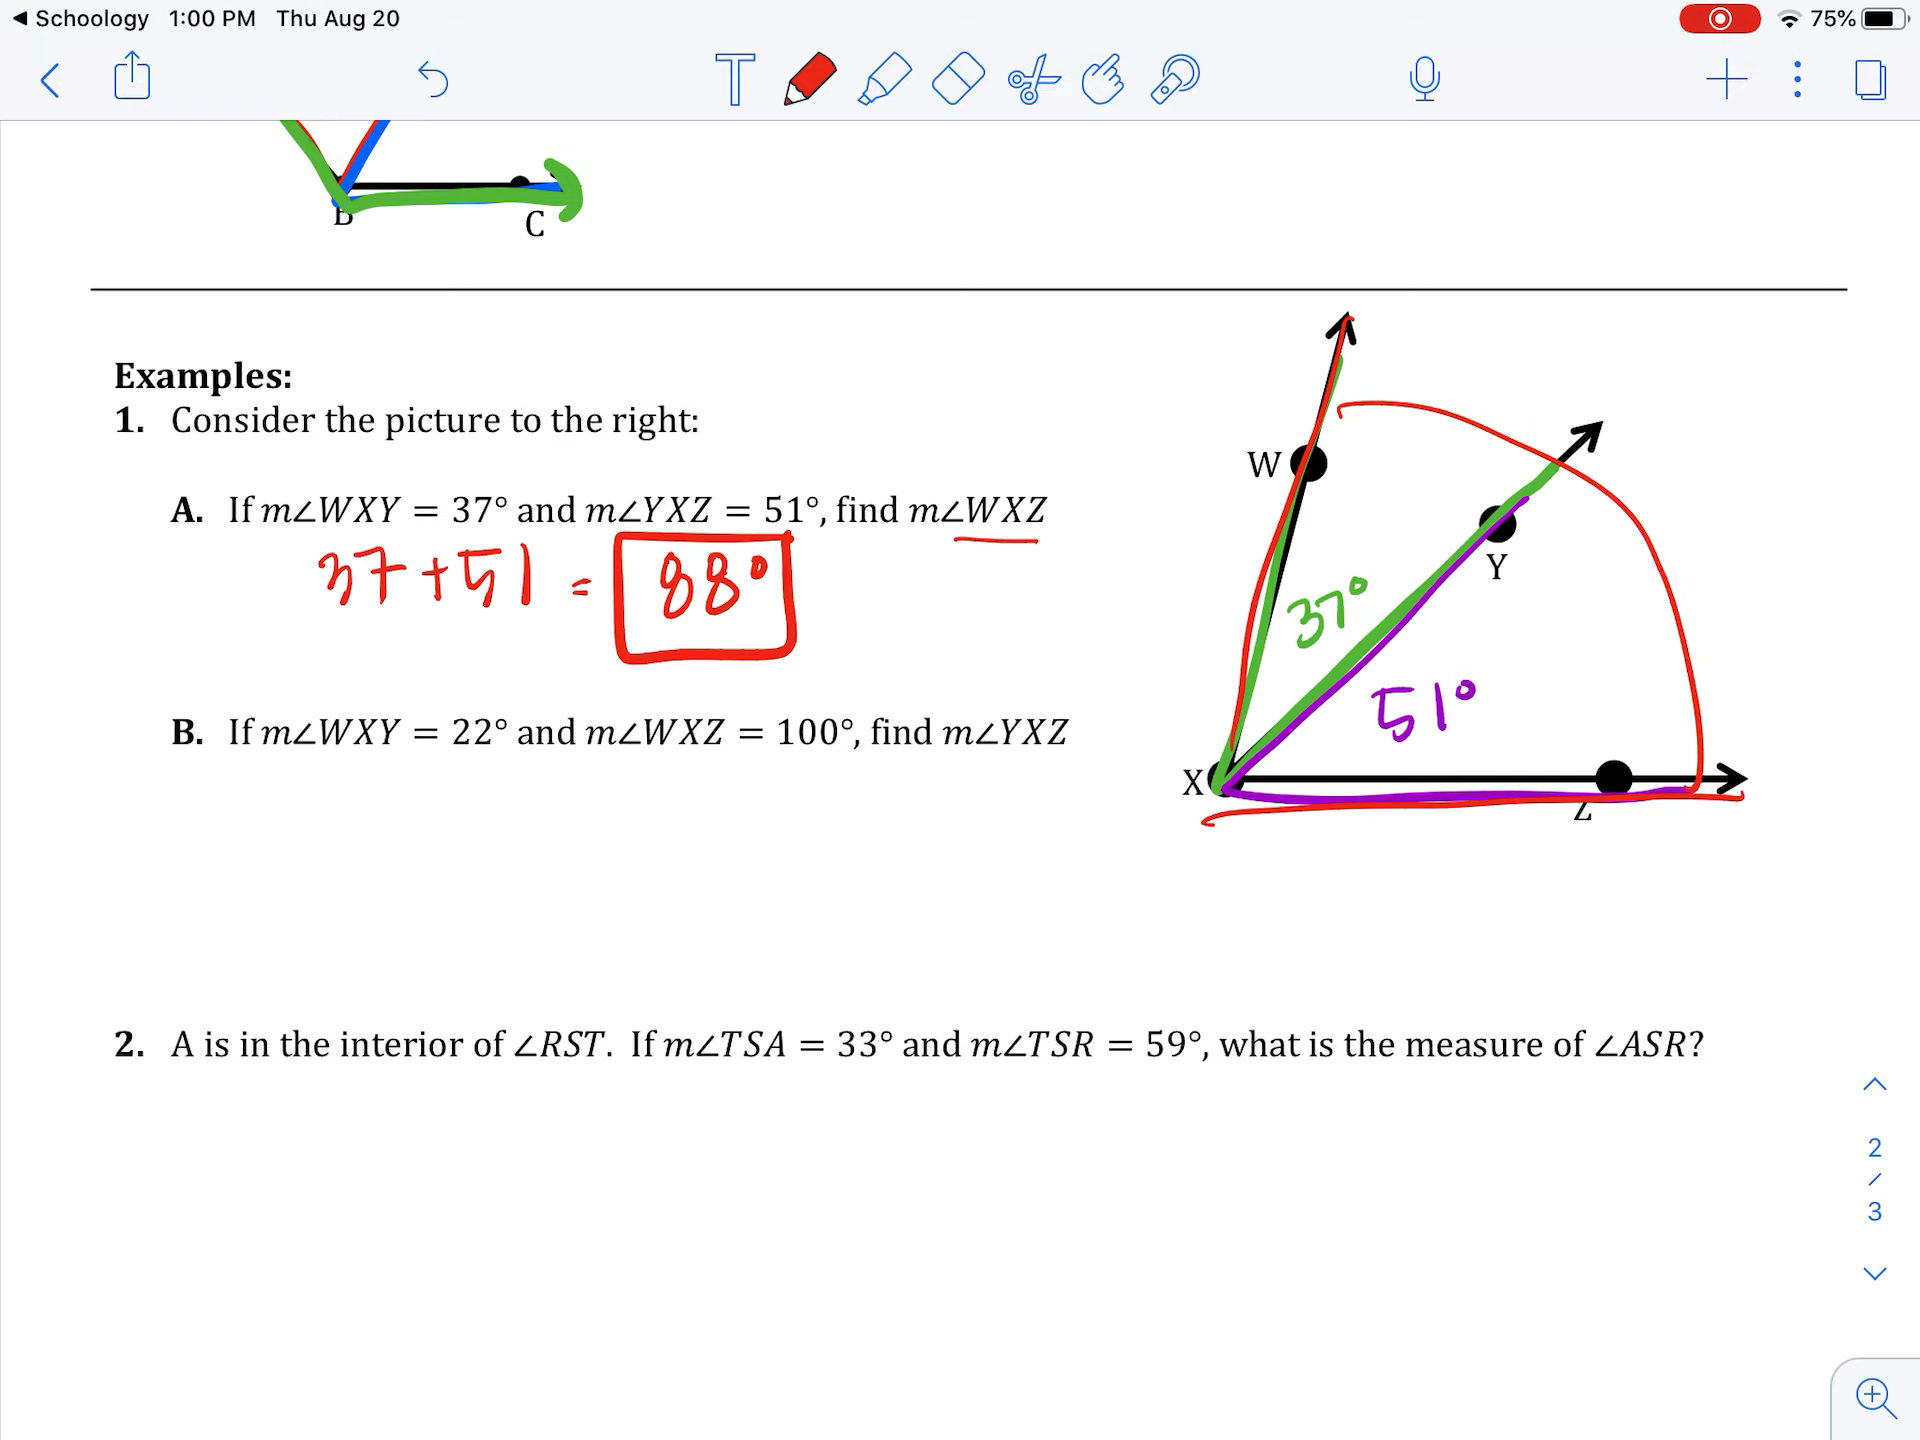 ◀ Schoology 1:00 PM Thu Aug 20 75%
T
B
C
Examples:
1. Consider the picture to the right:
A. If m∠WXY = 37° and m∠YXZ = 51°, find m∠WXZ
37 + 51 = 88°
B. If m∠WXY = 22° and m∠WXZ = 100°, find m∠YXZ
W
Y
37°
51°
X
Z
2. A is in the interior of ∠RST. If m∠TSA = 33° and m∠TSR = 59°, what is the measure of ∠ASR?
2
/
3